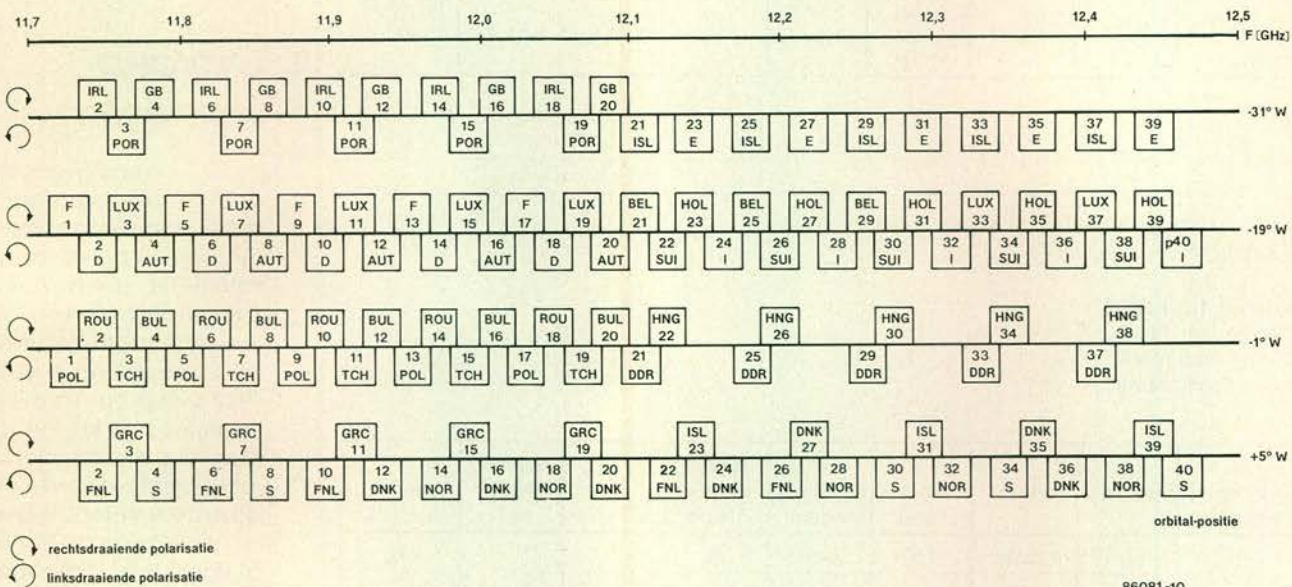 11,7 11,8 11,9 12,0 12,1 12,2 12,3 12,4 12,5
F [GHz]
IRL GB IRL GB IRL GB IRL GB IRL GB
2 4 6 8 10 12 14 16 18 20
-31° W
3 7 11 15 19 21 23 25 27 29 31 33 35 37 39
POR POR POR POR POR ISL E ISL E ISL E ISL E ISL E
F LUX F LUX F LUX F LUX F LUX BEL HOL BEL HOL BEL HOL LUX HOL LUX HOL
1 3 5 7 9 11 13 15 17 19 21 23 25 27 29 31 33 35 37 39
-19° W
2 4 6 8 10 12 14 16 18 20 22 24 26 28 30 32 34 36 38 p40
D AUT D AUT D AUT D AUT D AUT SUI I SUI I SUI I SUI I SUI I
ROU BUL ROU BUL ROU BUL ROU BUL ROU BUL HNG HNG HNG HNG HNG
2 4 6 8 10 12 14 16 18 20 22 26 30 34 38
-1° W
1 3 5 7 9 11 13 15 17 19 21 25 29 33 37
POL TCH POL TCH POL TCH POL TCH POL TCH DDR DDR DDR DDR DDR
GRC GRC GRC GRC GRC ISL DNK ISL DNK ISL
3 7 11 15 19 23 27 31 35 39
+5° W
2 4 6 8 10 12 14 16 18 20 22 24 26 28 30 32 34 36 38 40
FNL S FNL S FNL DNK NOR DNK NOR DNK FNL DNK FNL NOR S NOR S DNK NOR S
orbital-positie
rechtsdraaiende polarisatie
linksdraaiende polarisatie
86081-10